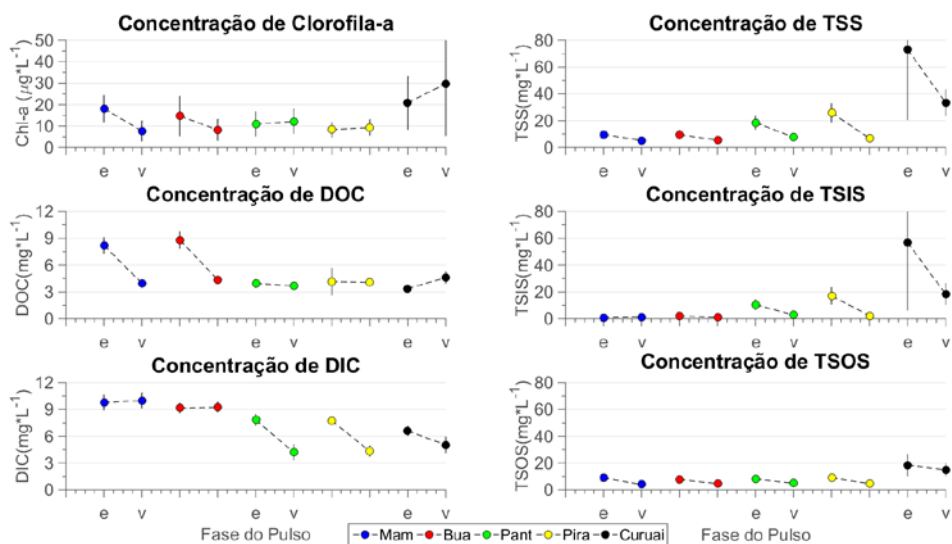 Concentração de Clorofila-a
Chl-a (µg*L⁻¹)
50
40
30
20
10
0
e v e v e v
Concentração de TSS
TSS(mg*L⁻¹)
80
60
40
20
0
e v e v e v
Concentração de DOC
DOC(mg*L⁻¹)
12
9
6
3
0
e v e v e v
Concentração de TSIS
TSIS(mg*L⁻¹)
80
60
40
20
0
e v e v e v
Concentração de DIC
DIC(mg*L⁻¹)
12
9
6
3
0
e v e v e v
Concentração de TSOS
TSOS(mg*L⁻¹)
80
60
40
20
0
e v e v e v
Fase do Pulso
Mam Bua Pant Pira Curuai
Fase do Pulso